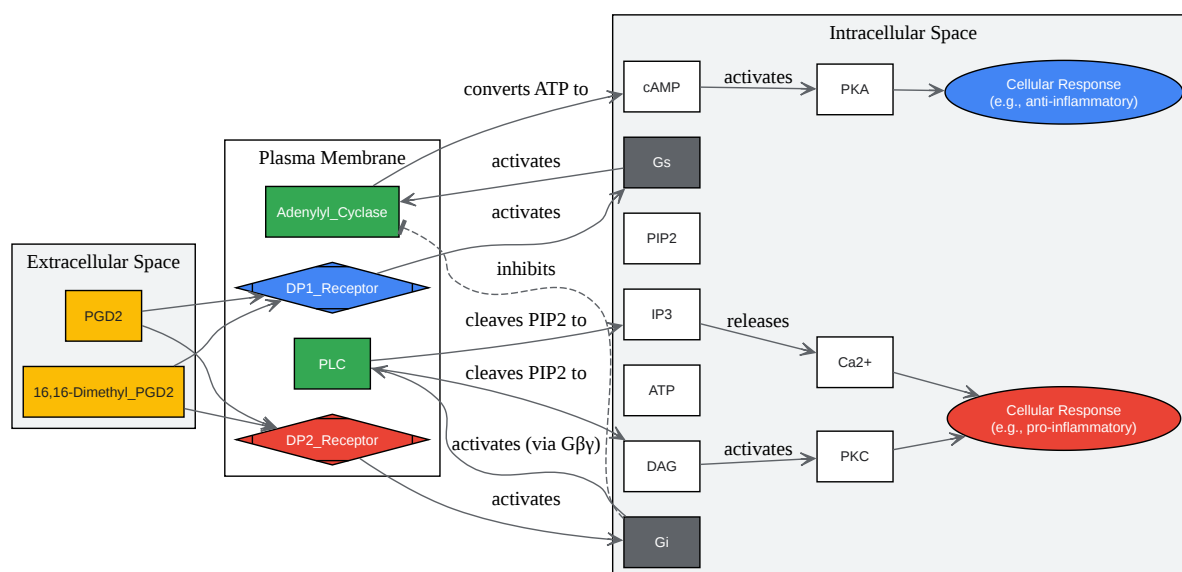 Intracellular Space
cAMP
activates
PKA
Cellular Response
(e.g., anti-inflammatory)
converts ATP to
Plasma Membrane
activates
Gs
Adenylyl_Cyclase
activates
PIP2
Extracellular Space
inhibits
DP1_Receptor
PGD2
cleaves PIP2 to
IP3
releases
PLC
Ca2+
16,16-Dimethyl_PGD2
cleaves PIP2 to
ATP
Cellular Response
(e.g., pro-inflammatory)
DP2_Receptor
activates (via Gβγ)
DAG
activates
PKC
activates
Gi